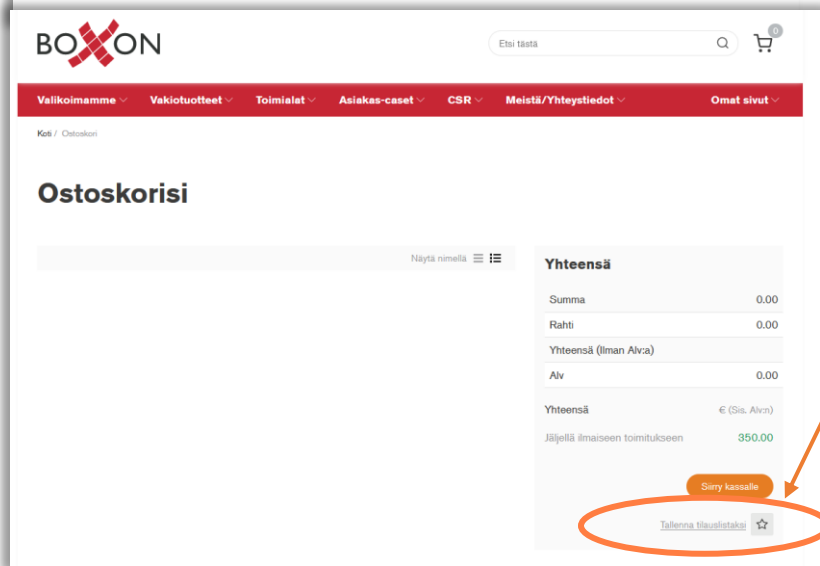 BOXON
Etsi tästä
0
Valikoimamme Vakiotuotteet Toimialat Asiakas-caset CSR Meistä/Yhteystiedot Omat sivut
Koti / Ostoskori
Ostoskorisi
Näytä nimellä
Yhteensä
Summa 0.00
Rahti 0.00
Yhteensä (Ilman Alv:a)
Alv 0.00
Yhteensä € (Sis. Alv:n)
Jäljellä ilmaiseen toimitukseen 350.00
Siirry kassalle
Tallenna tilauslistaksi